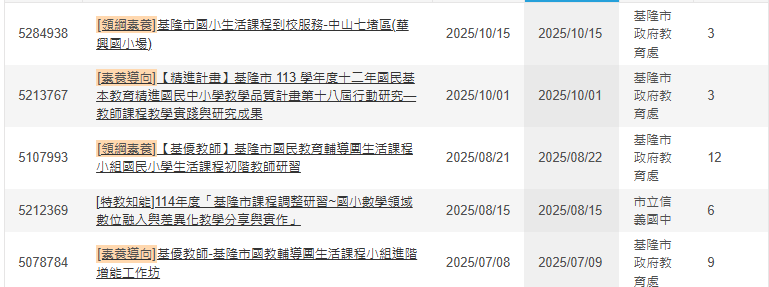 5284938 [領綱素養]基隆市國小生活課程到校服務-中山七堵區(華興國小場) 2025/10/15 2025/10/15 基隆市政府教育處 3
5213767 [素養導向]【精進計畫】基隆市 113 學年度十二年國民基本教育精進國民中小學教學品質計畫第十八屆行動研究—教師課程教學實踐與研究成果 2025/10/01 2025/10/01 基隆市政府教育處 3
5107993 [領綱素養]【基優教師】基隆市國民教育輔導團生活課程小組國民小學生活課程初階教師研習 2025/08/21 2025/08/22 基隆市政府教育處 12
5212369 [特教知能]114年度「基隆市課程調整研習~國小數學領域數位融入與差異化教學分享與實作」 2025/08/15 2025/08/15 市立信義國中 6
5078784 [素養導向]基優教師-基隆市國教輔導團生活課程小組進階增能工作坊 2025/07/08 2025/07/09 基隆市政府教育處 9